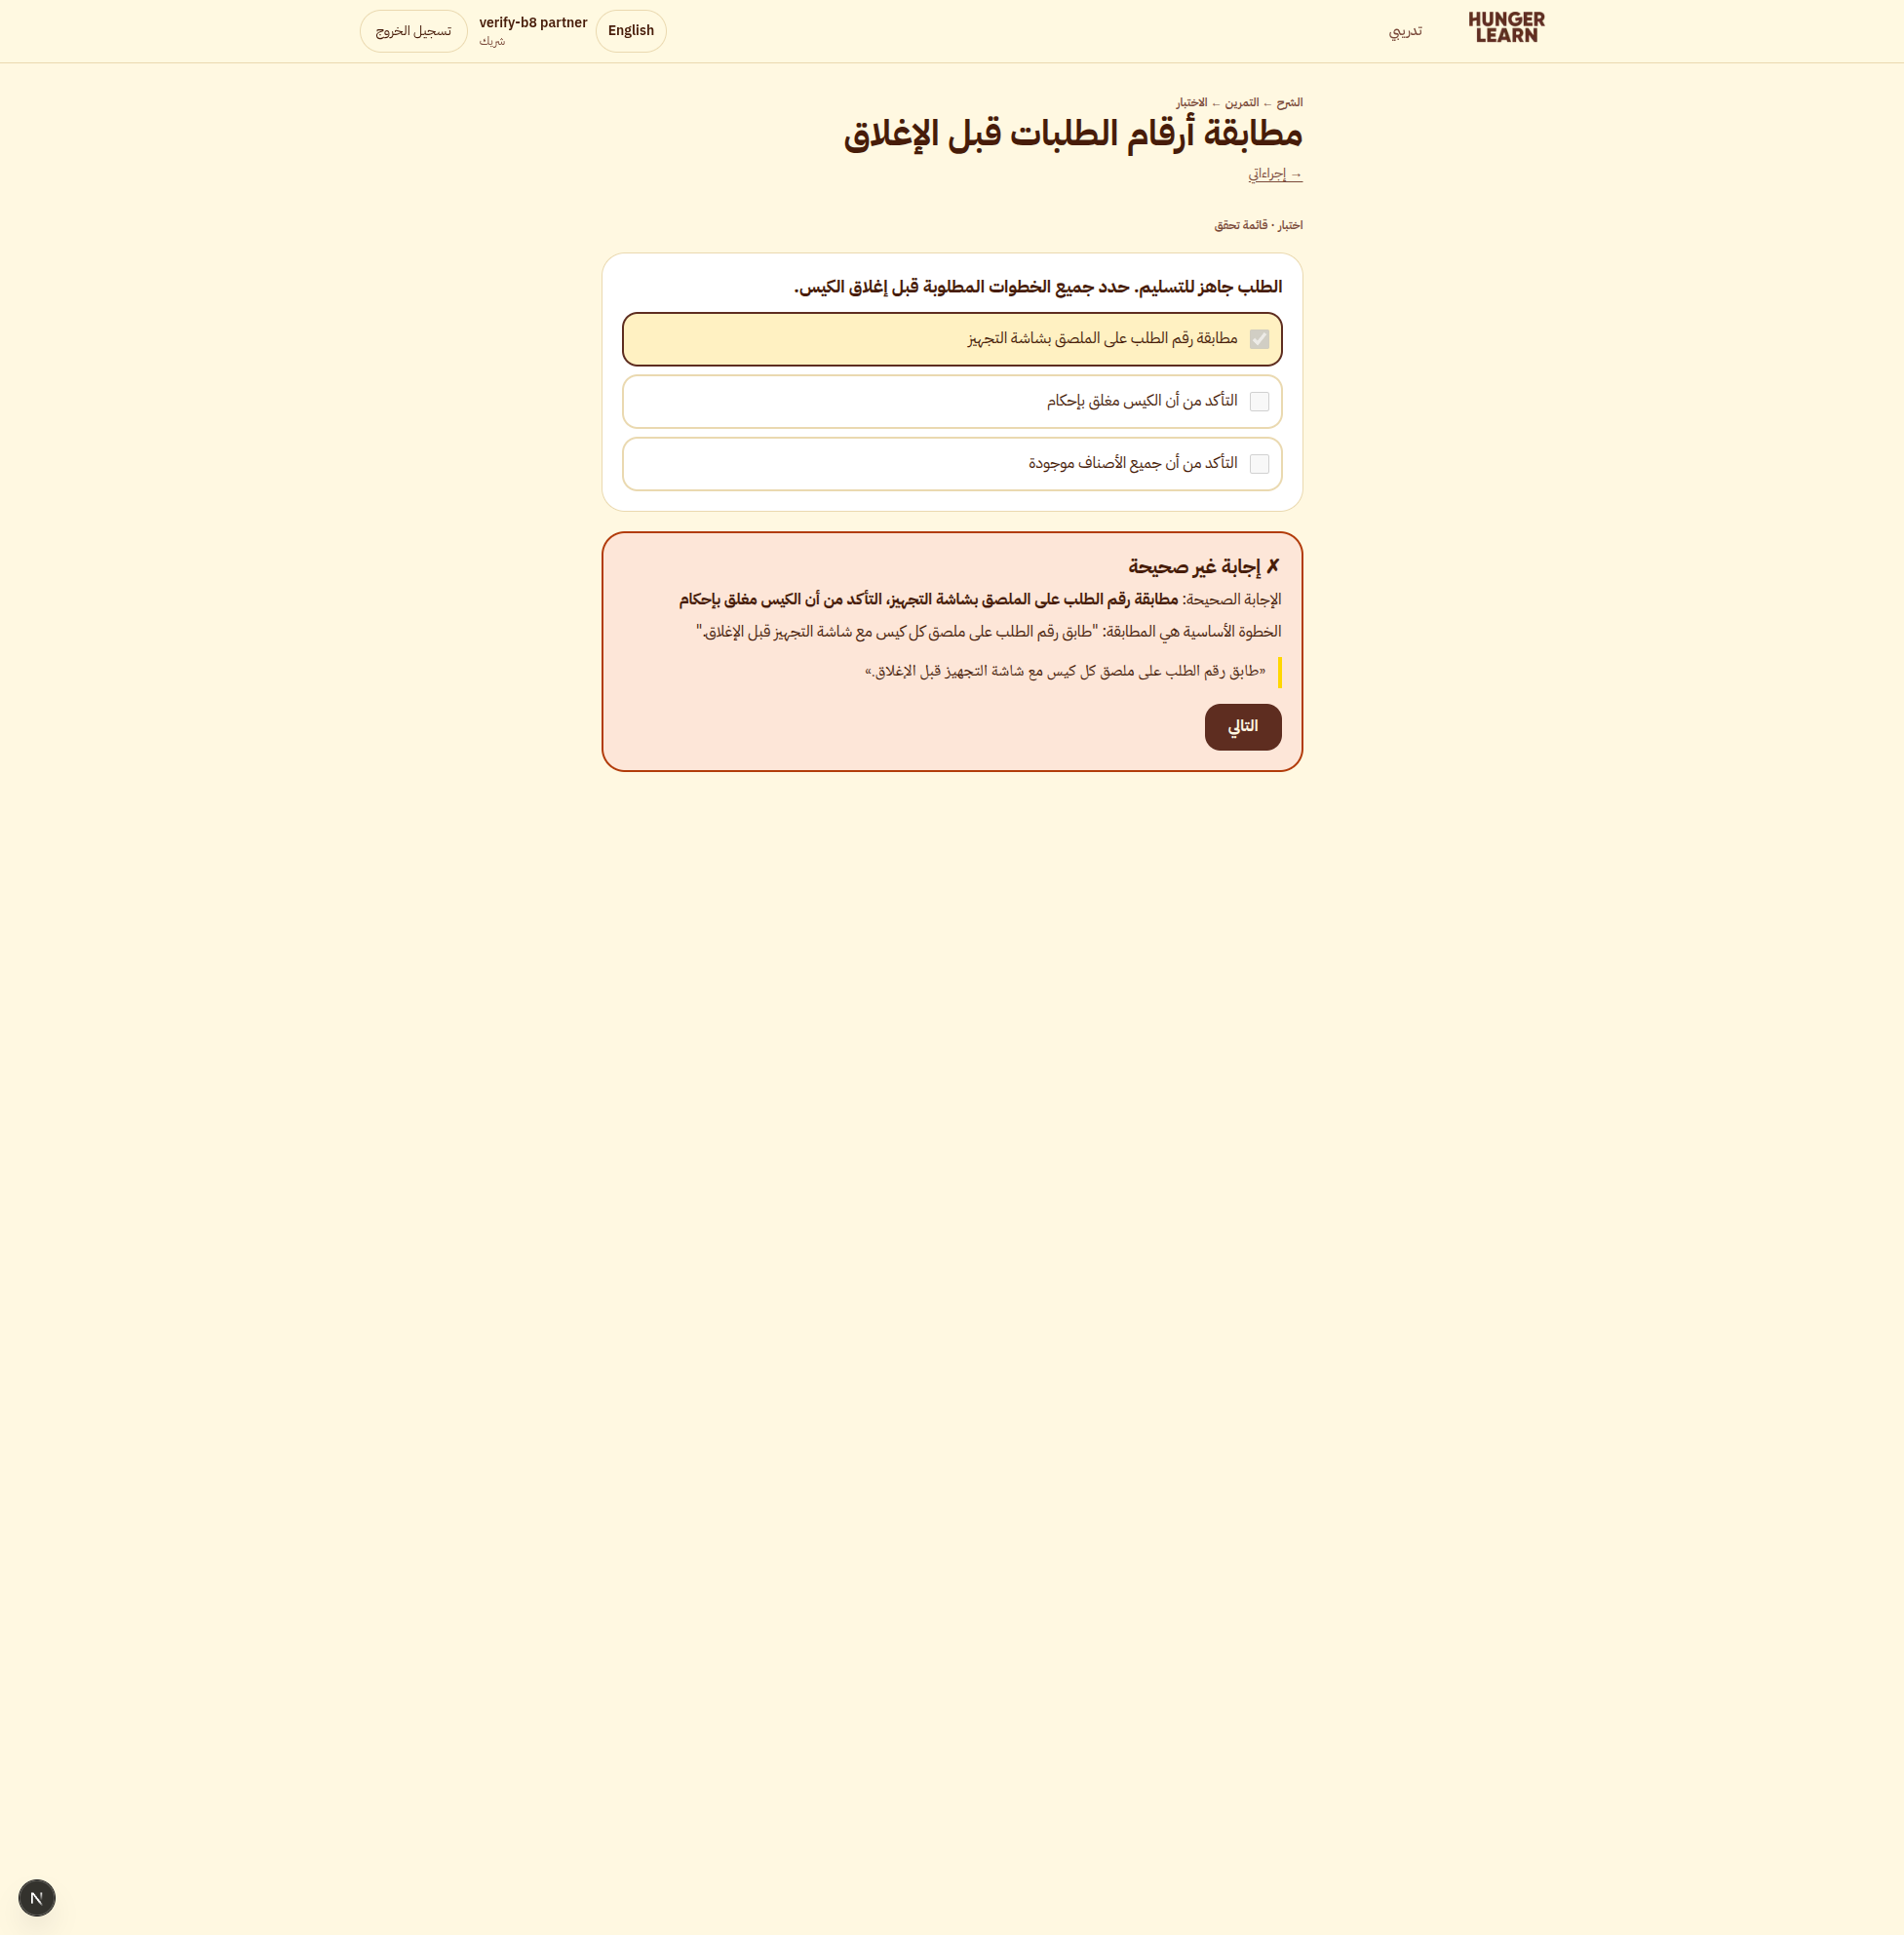 HUNGER
LEARN
تدريبي
English
verify-b8 partner
شريك
تسجيل الخروج
الشرح ← التمرين ← الاختبار
مطابقة أرقام الطلبات قبل الإغلاق
→ إجراءاتي
اختبار · قائمة تحقق
الطلب جاهز للتسليم. حدد جميع الخطوات المطلوبة قبل إغلاق الكيس.
مطابقة رقم الطلب على الملصق بشاشة التجهيز
التأكد من أن الكيس مغلق بإحكام
التأكد من أن جميع الأصناف موجودة
✗ إجابة غير صحيحة
الإجابة الصحيحة: مطابقة رقم الطلب على الملصق بشاشة التجهيز، التأكد من أن الكيس مغلق بإحكام
الخطوة الأساسية هي المطابقة: "طابق رقم الطلب على ملصق كل كيس مع شاشة التجهيز قبل الإغلاق."
«طابق رقم الطلب على ملصق كل كيس مع شاشة التجهيز قبل الإغلاق.»
التالي
N